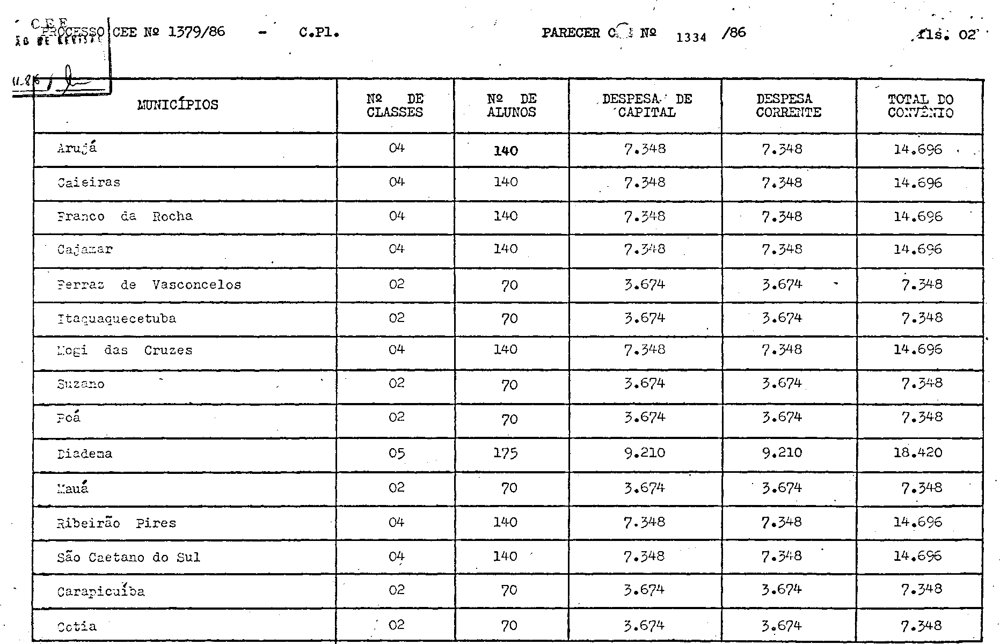 CEE
PROCESSO CEE Nº 1379/86 - C.Pl. PARECER C Nº 1334 /86 fls. 02
MUNICÍPIOS Nº DE CLASSES Nº DE ALUNOS DESPESA DE CAPITAL DESPESA CORRENTE TOTAL DO CONVÊNIO
Arujá 04 140 7.348 7.348 14.696
Caieiras 04 140 7.348 7.348 14.696
Franco da Rocha 04 140 7.348 7.348 14.696
Cajamar 04 140 7.348 7.348 14.696
Ferraz de Vasconcelos 02 70 3.674 3.674 7.348
Itaquaquecetuba 02 70 3.674 3.674 7.348
Mogi das Cruzes 04 140 7.348 7.348 14.696
Suzano 02 70 3.674 3.674 7.348
Poá 02 70 3.674 3.674 7.348
Diadema 05 175 9.210 9.210 18.420
Mauá 02 70 3.674 3.674 7.348
Ribeirão Pires 04 140 7.348 7.348 14.696
São Caetano do Sul 04 140 7.348 7.348 14.696
Carapicuíba 02 70 3.674 3.674 7.348
Cotia 02 70 3.674 3.674 7.348